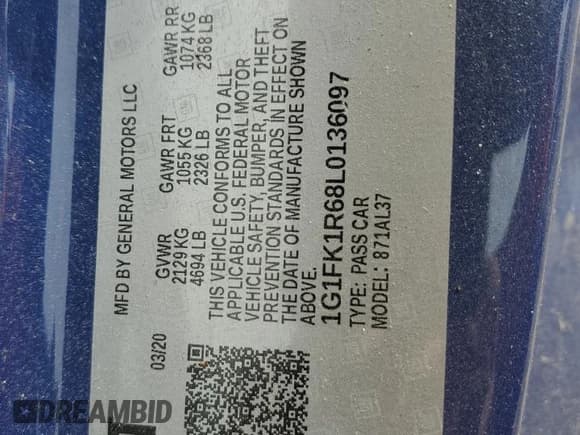 MFD BY GENERAL MOTORS LLC
03/20
GVWR GAWR FRT GAWR RR
2129 KG 1055 KG 1074 KG
4694 LB 2326 LB 2368 LB
THIS VEHICLE CONFORMS TO ALL
APPLICABLE U.S. FEDERAL MOTOR
VEHICLE SAFETY, BUMPER, AND THEFT
PREVENTION STANDARDS IN EFFECT ON
THE DATE OF MANUFACTURE SHOWN
ABOVE.
1G1FK1R68L0136097
TYPE: PASS CAR
MODEL: 871AL37
DREAMBID